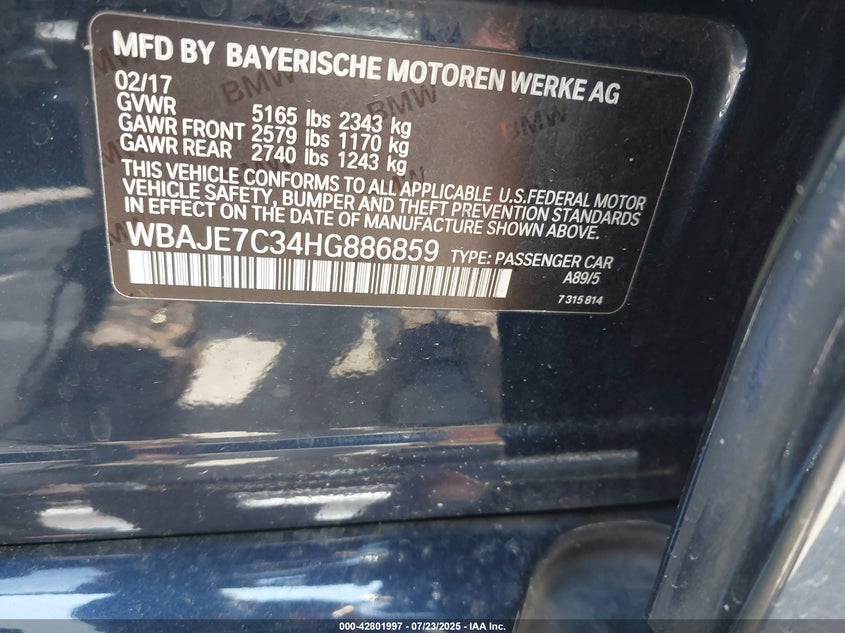 MFD BY BAYERISCHE MOTOREN WERKE AG
02/17
GVWR 5165 lbs 2343 kg
GAWR FRONT 2579 lbs 1170 kg
GAWR REAR 2740 lbs 1243 kg
THIS VEHICLE CONFORMS TO ALL APPLICABLE U.S.FEDERAL MOTOR
VEHICLE SAFETY, BUMPER AND THEFT PREVENTION STANDARDS
IN EFFECT ON THE DATE OF MANUFACTURE SHOWN ABOVE.
WBAJE7C34HG886859 TYPE: PASSENGER CAR
A89/5
7 315 814
BMW
BMW
BMW
000-42801997 - 07/23/2025 - IAA Inc.